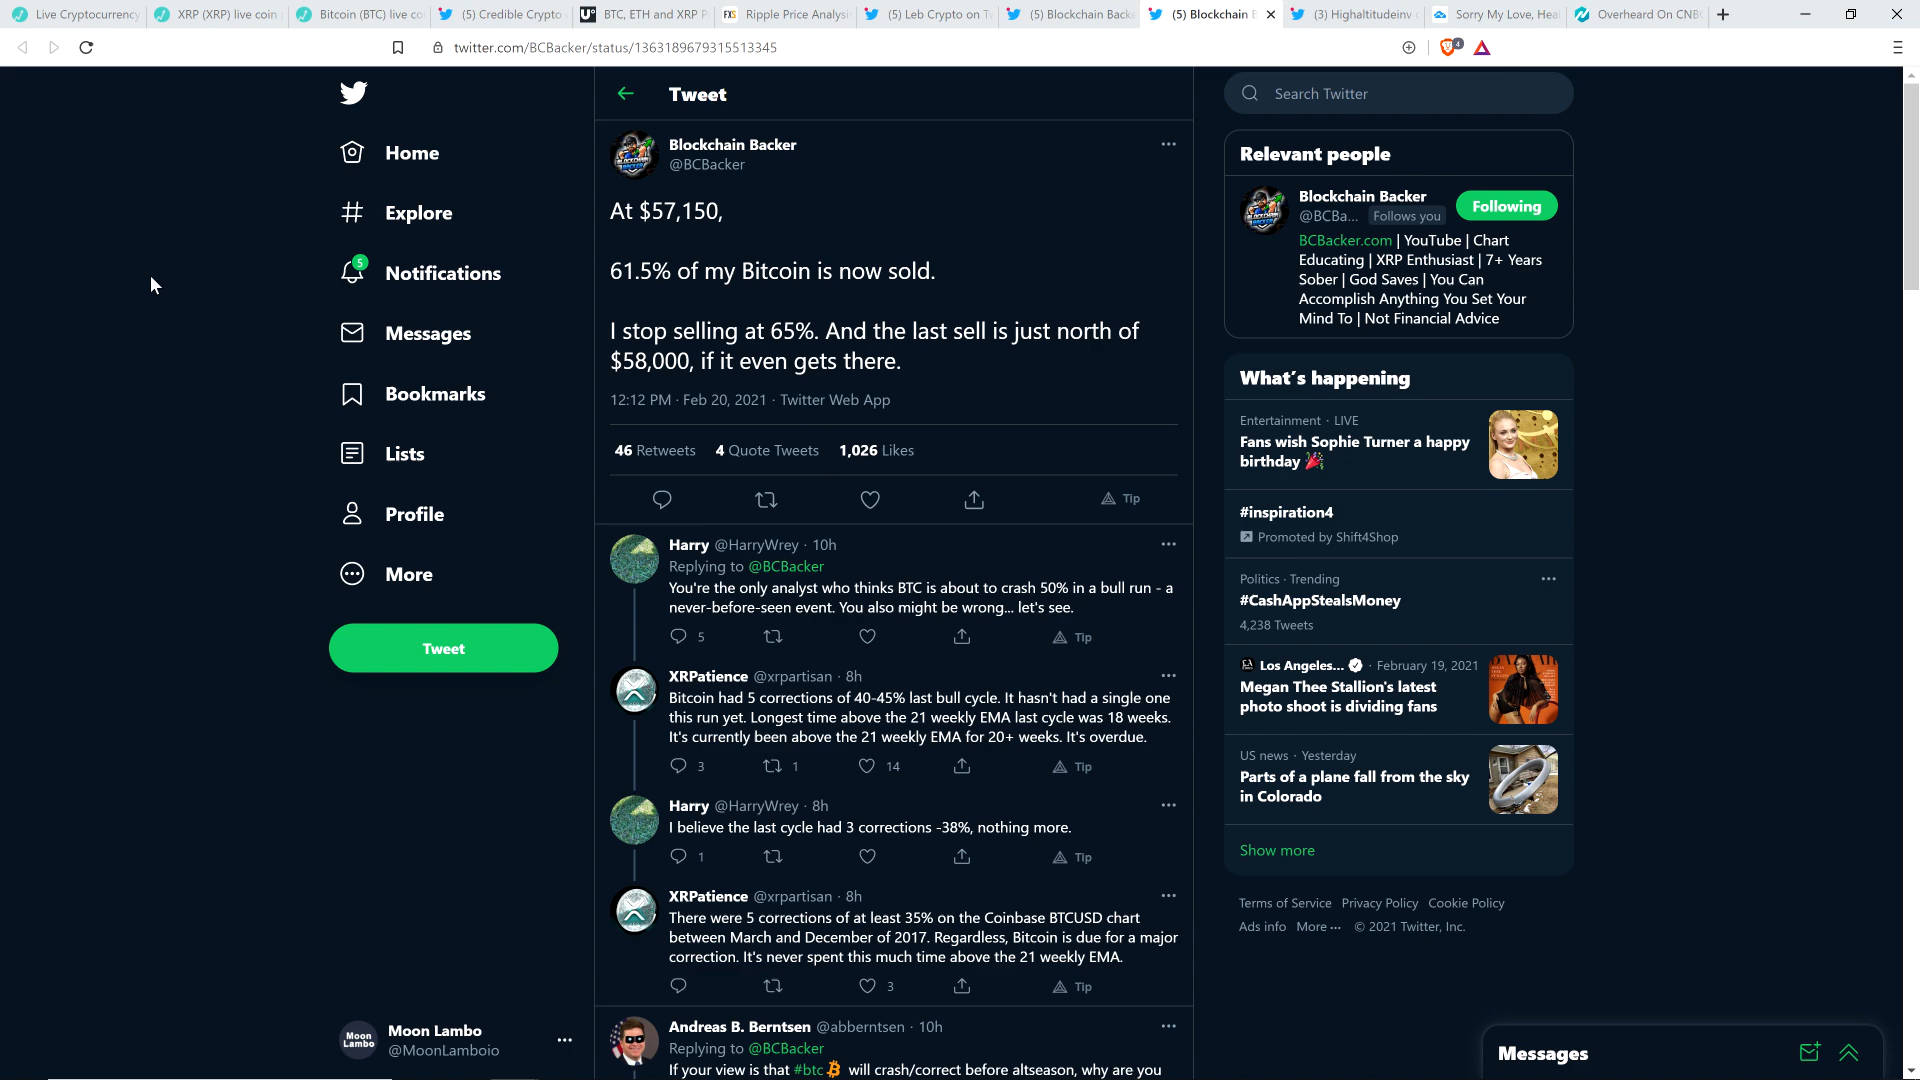 Live Cryptocurrency
XRP (XRP) live coin
Bitcoin (BTC) live co
(5) Credible Crypto
BTC, ETH and XRP P
Ripple Price Analysi
(5) Leb Crypto on T
(5) Blockchain Backe
(5) Blockchain B
(3) Highaltitudeinv
Sorry My Love, Hea
Overheard On CNBC
twitter.com/BCBacker/status/1363189679315513345
4
Home
Explore
5
Notifications
Messages
Bookmarks
Lists
Profile
More
Tweet
Moon Lambo
Moon Lambo
@MoonLamboio
Tweet
Blockchain Backer
@BCBacker
At $57,150,
61.5% of my Bitcoin is now sold.
I stop selling at 65%. And the last sell is just north of
$58,000, if it even gets there.
12:12 PM · Feb 20, 2021 · Twitter Web App
46 Retweets 4 Quote Tweets 1,026 Likes
Tip
Harry @HarryWrey · 10h
Replying to @BCBacker
You're the only analyst who thinks BTC is about to crash 50% in a bull run - a
never-before-seen event. You also might be wrong... let's see.
5 Tip
XRPatience @xrpartisan · 8h
Bitcoin had 5 corrections of 40-45% last bull cycle. It hasn't had a single one
this run yet. Longest time above the 21 weekly EMA last cycle was 18 weeks.
It's currently been above the 21 weekly EMA for 20+ weeks. It's overdue.
3 1 14 Tip
Harry @HarryWrey · 8h
I believe the last cycle had 3 corrections -38%, nothing more.
1 Tip
XRPatience @xrpartisan · 8h
There were 5 corrections of at least 35% on the Coinbase BTCUSD chart
between March and December of 2017. Regardless, Bitcoin is due for a major
correction. It's never spent this much time above the 21 weekly EMA.
3 Tip
Andreas B. Berntsen @abberntsen · 10h
Replying to @BCBacker
If your view is that #btc will crash/correct before altseason, why are you
Search Twitter
Relevant people
Blockchain Backer
@BCBa... Follows you
Following
BCBacker.com | YouTube | Chart
Educating | XRP Enthusiast | 7+ Years
Sober | God Saves | You Can
Accomplish Anything You Set Your
Mind To | Not Financial Advice
What's happening
Entertainment · LIVE
Fans wish Sophie Turner a happy
birthday
#inspiration4
Promoted by Shift4Shop
Politics · Trending
#CashAppStealsMoney
4,238 Tweets
Los Angeles... · February 19, 2021
Megan Thee Stallion's latest
photo shoot is dividing fans
US news · Yesterday
Parts of a plane fall from the sky
in Colorado
Show more
Terms of Service Privacy Policy Cookie Policy
Ads info More ··· © 2021 Twitter, Inc.
Messages